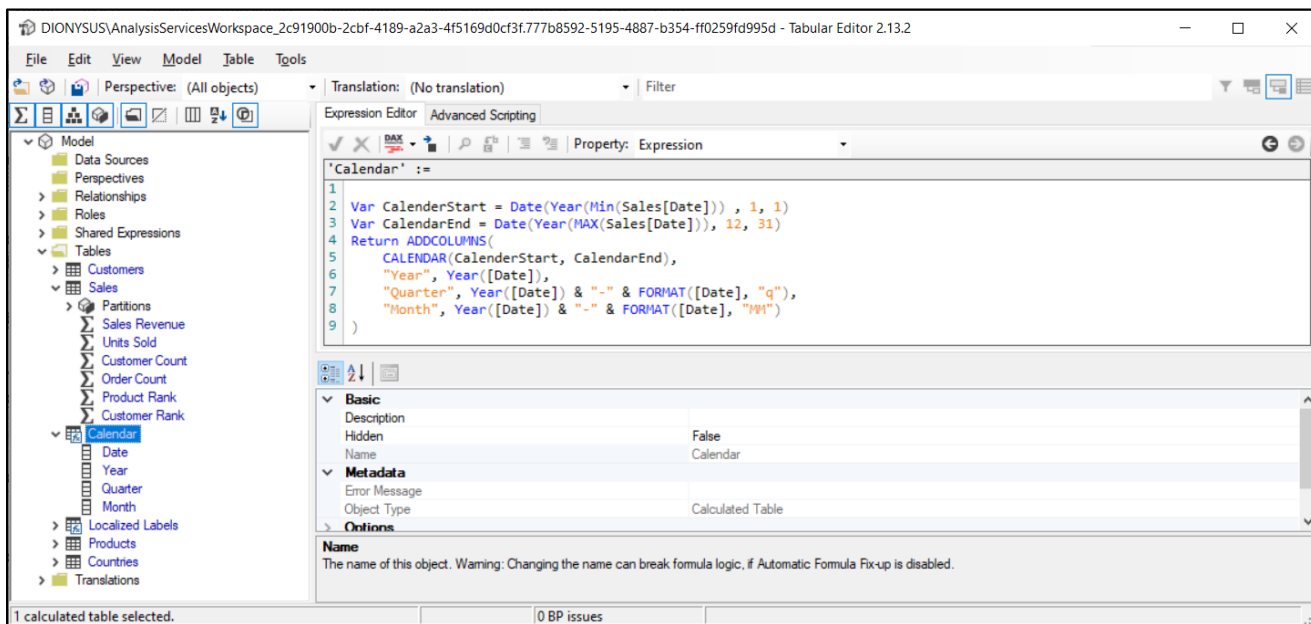 DIONYSUS\AnalysisServicesWorkspace_2c91900b-2cbf-4189-a2a3-4f5169d0cf3f.777b8592-5195-4887-b354-ff0259fd995d - Tabular Editor 2.13.2
File Edit View Model Table Tools
Perspective: (All objects) Translation: (No translation) Filter
Expression Editor Advanced Scripting
DAX Property: Expression
'Calendar' :=
1
2 Var CalenderStart = Date(Year(Min(Sales[Date])) , 1, 1)
3 Var CalendarEnd = Date(Year(MAX(Sales[Date])), 12, 31)
4 Return ADDCOLUMNS(
5 CALENDAR(CalenderStart, CalendarEnd),
6 "Year", Year([Date]),
7 "Quarter", Year([Date]) & "-" & FORMAT([Date], "q"),
8 "Month", Year([Date]) & "-" & FORMAT([Date], "MM")
9 )
Model
Data Sources
Perspectives
Relationships
Roles
Shared Expressions
Tables
Customers
Sales
Partitions
Sales Revenue
Units Sold
Customer Count
Order Count
Product Rank
Customer Rank
Calendar
Date
Year
Quarter
Month
Localized Labels
Products
Countries
Translations
Basic
Description
Hidden False
Name Calendar
Metadata
Error Message
Object Type Calculated Table
Options
Name
The name of this object. Warning: Changing the name can break formula logic, if Automatic Formula Fix-up is disabled.
1 calculated table selected. 0 BP issues